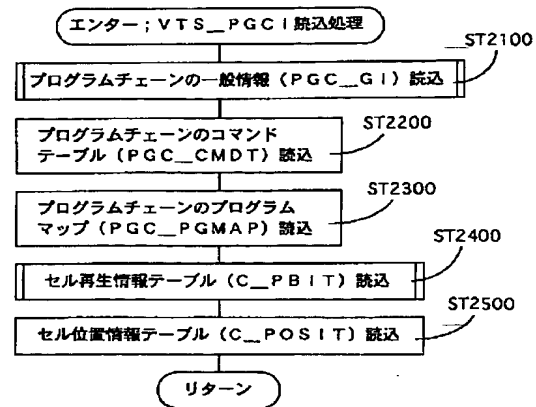 エンター；ＶＴＳ＿ＰＧＣＩ読込処理
ST2100
プログラムチェーンの一般情報（ＰＧＣ＿ＧＩ）読込
ST2200
プログラムチェーンのコマンド
テーブル（ＰＧＣ＿ＣＭＤＴ）読込
ST2300
プログラムチェーンのプログラム
マップ（ＰＧＣ＿ＰＧＭＡＰ）読込
ST2400
セル再生情報テーブル（Ｃ＿ＰＢＩＴ）読込
ST2500
セル位置情報テーブル（Ｃ＿ＰＯＳＩＴ）読込
リターン